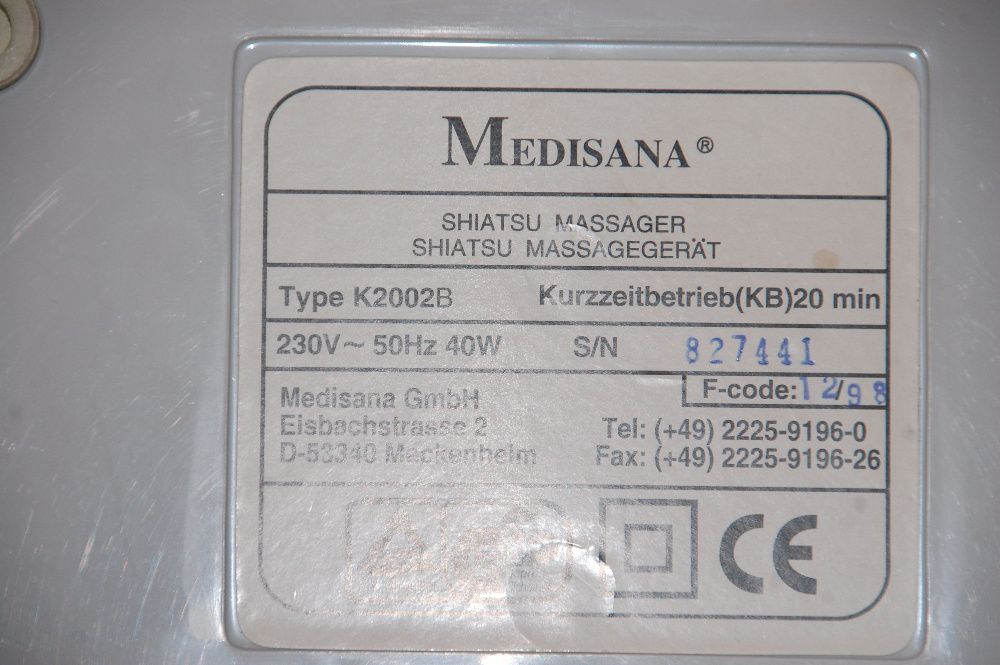 MEDISANA®
SHIATSU MASSAGER
SHIATSU MASSAGEGERÄT
Type K2002B Kurzzeitbetrieb(KB)20 min
230V~ 50Hz 40W S/N 827441
F-code:12/98
Medisana GmbH
Eisbachstrasse 2
D-53340 Meckenheim
Tel: (+49) 2225-9196-0
Fax: (+49) 2225-9196-26
CE